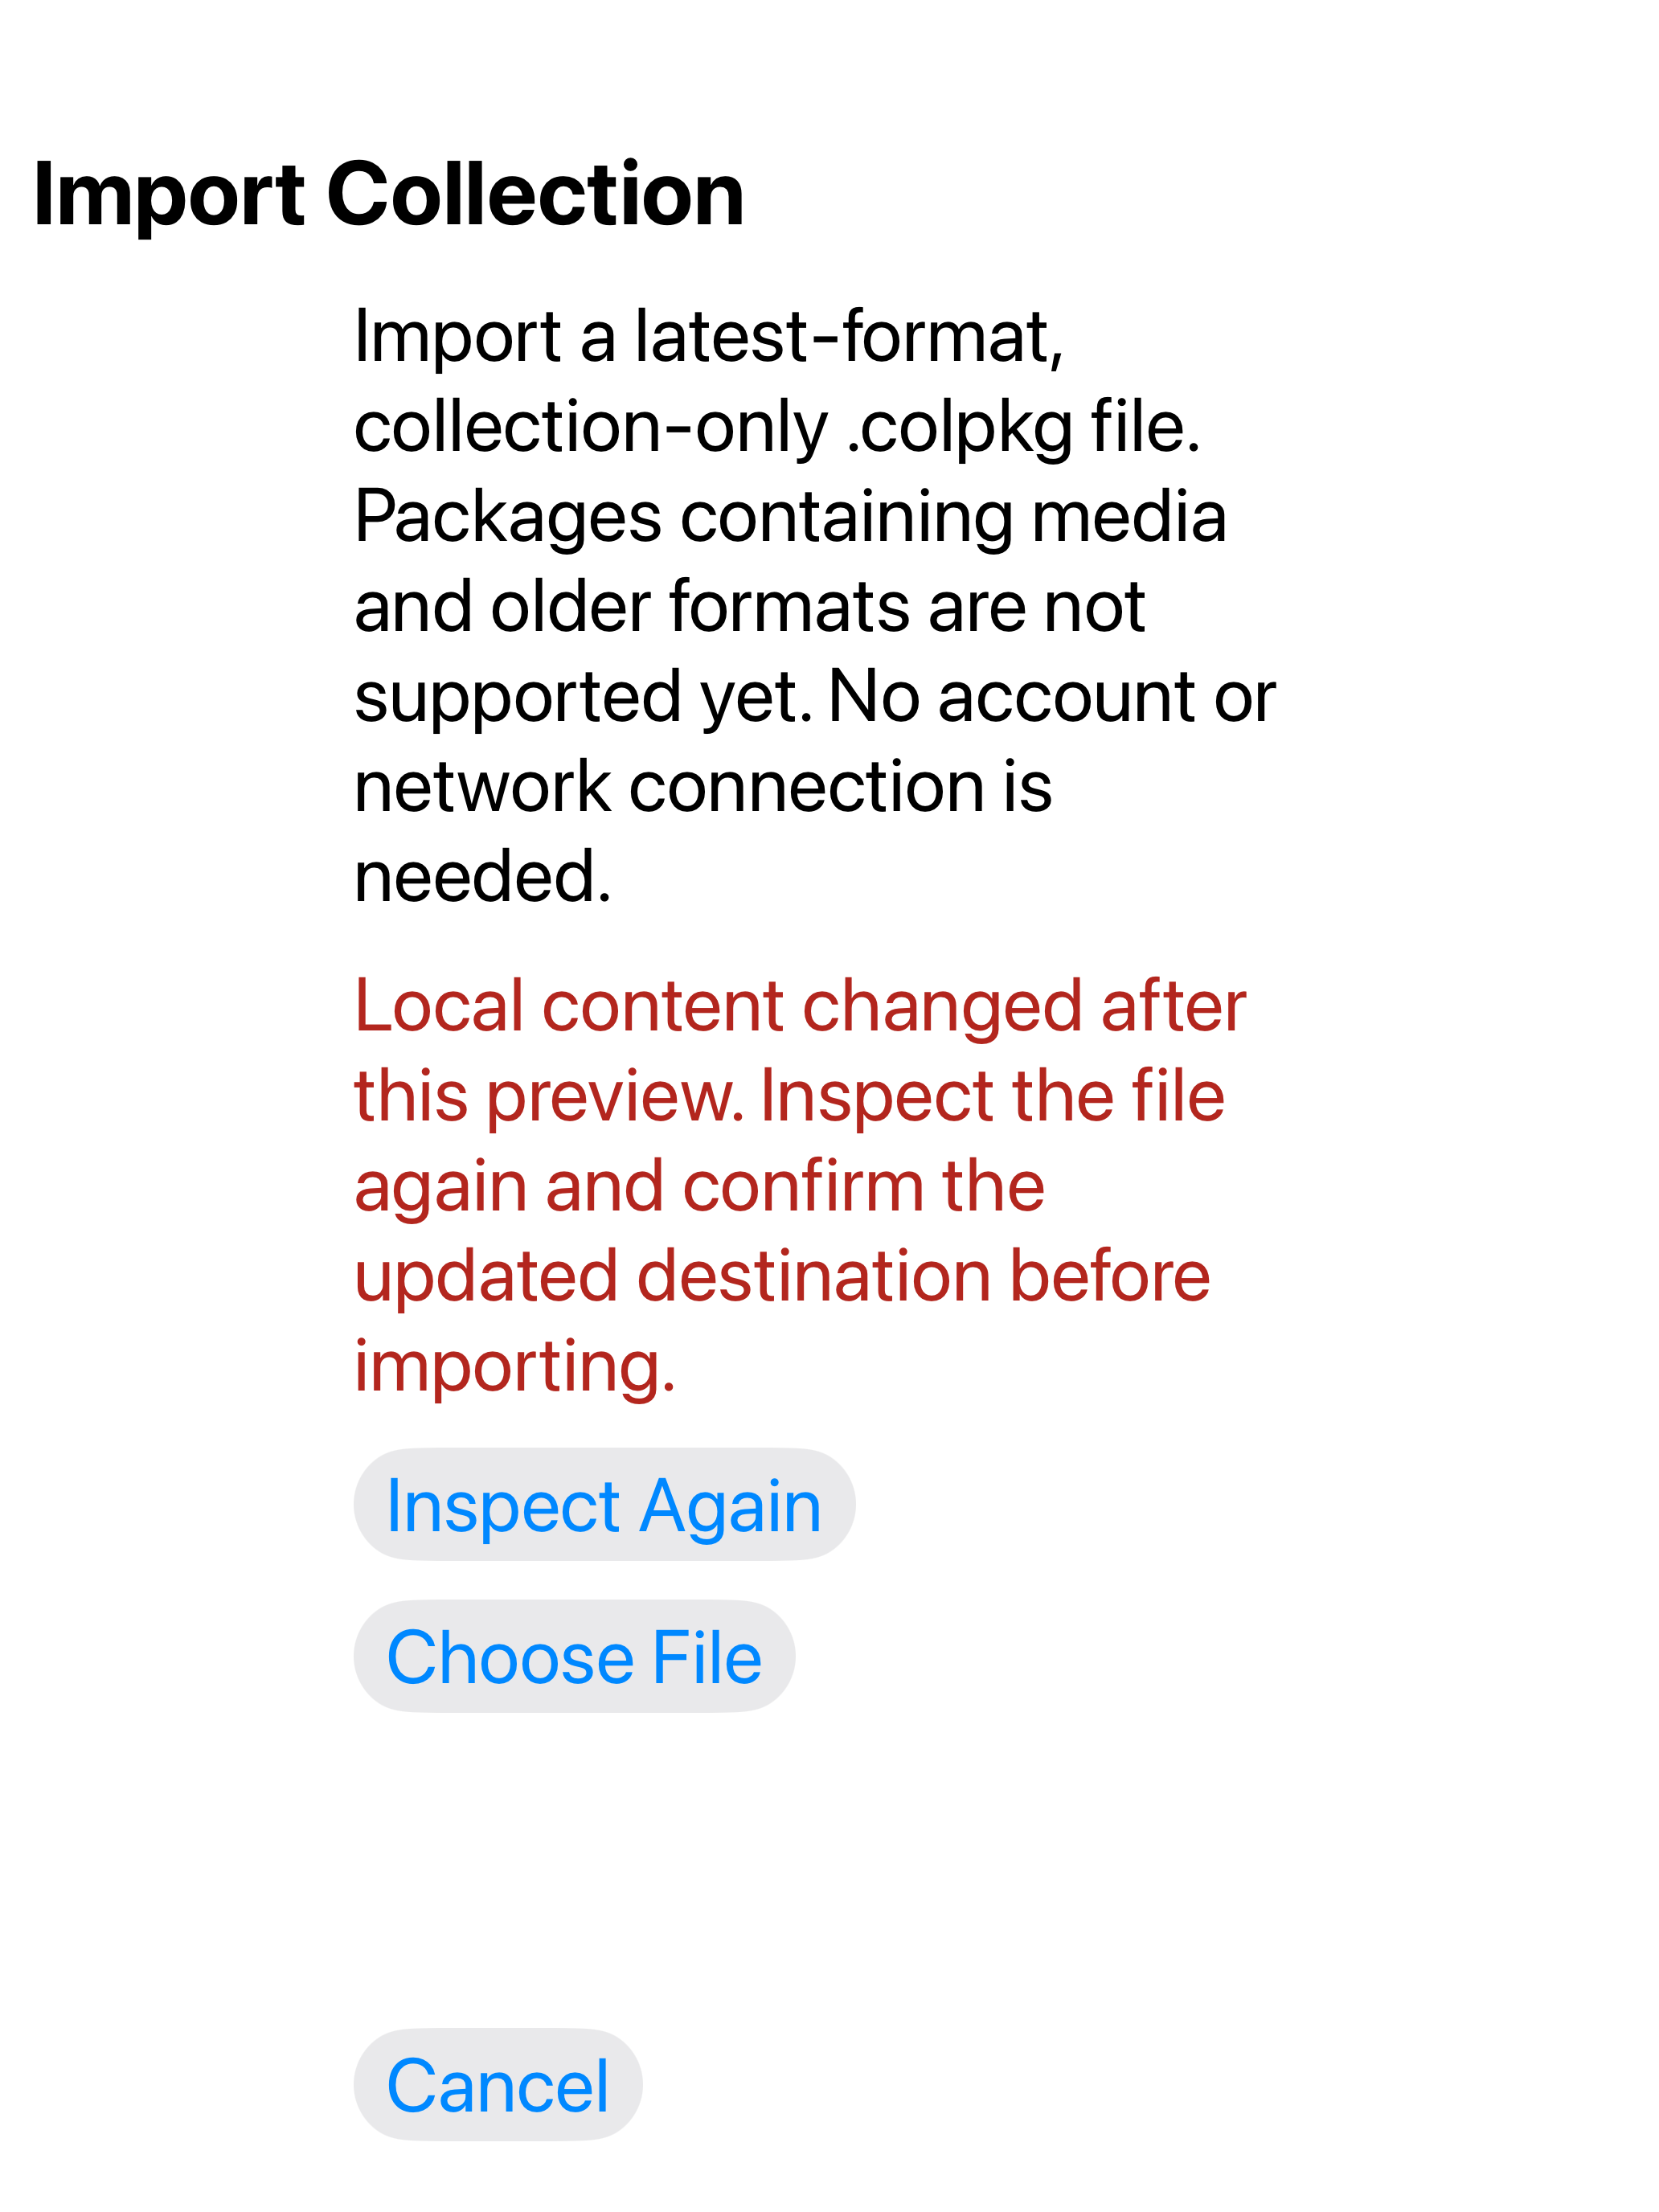 Import Collection
Import a latest-format,
collection-only .colpkg file.
Packages containing media
and older formats are not
supported yet. No account or
network connection is
needed.
Local content changed after
this preview. Inspect the file
again and confirm the
updated destination before
importing.
Inspect Again
Choose File
Cancel